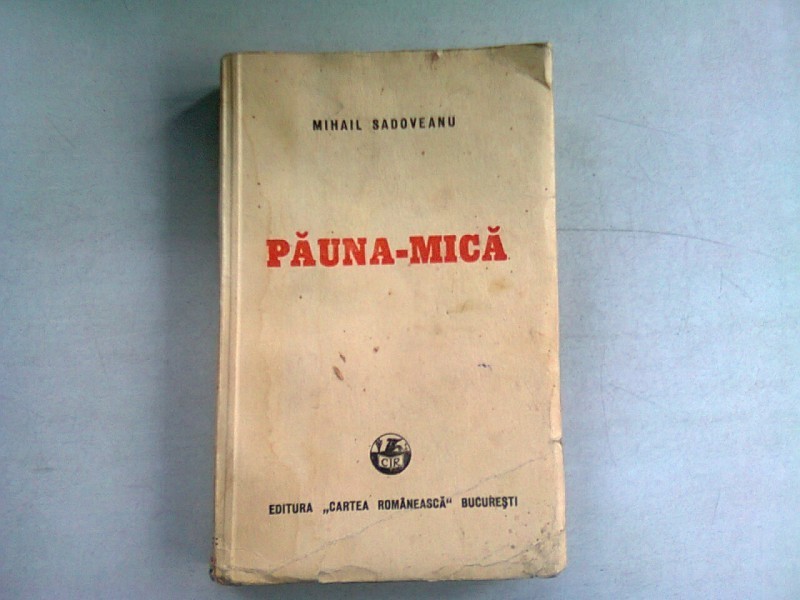 MIHAIL SADOVEANU
PĂUNA-MICĂ
CR
EDITURA „CARTEA ROMÂNEASCĂ" BUCUREŞTI